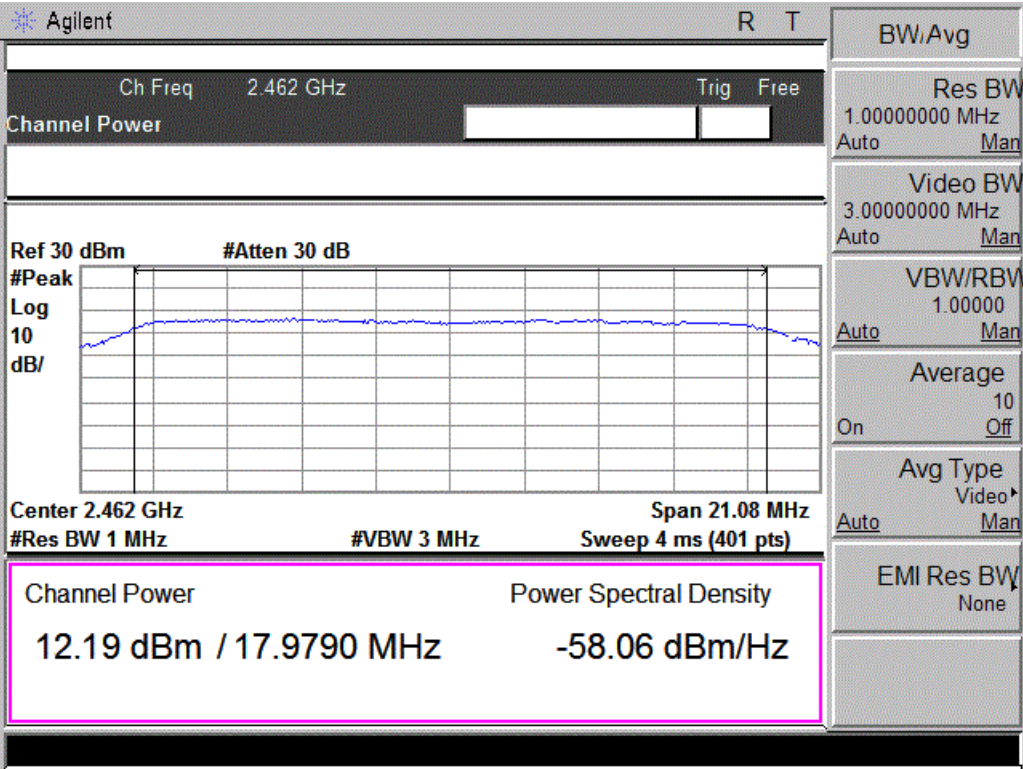 Agilent R T
Ch Freq 2.462 GHz Trig Free
Channel Power
Ref 30 dBm #Atten 30 dB
#Peak
Log
10
dB/
Center 2.462 GHz Span 21.08 MHz
#Res BW 1 MHz #VBW 3 MHz Sweep 4 ms (401 pts)
Channel Power Power Spectral Density
12.19 dBm / 17.9790 MHz -58.06 dBm/Hz
BW/Avg
Res BW
1.00000000 MHz
Auto Man
Video BW
3.00000000 MHz
Auto Man
VBW/RBW
1.00000
Auto Man
Average
10
On Off
Avg Type
Video
Auto Man
EMI Res BW
None